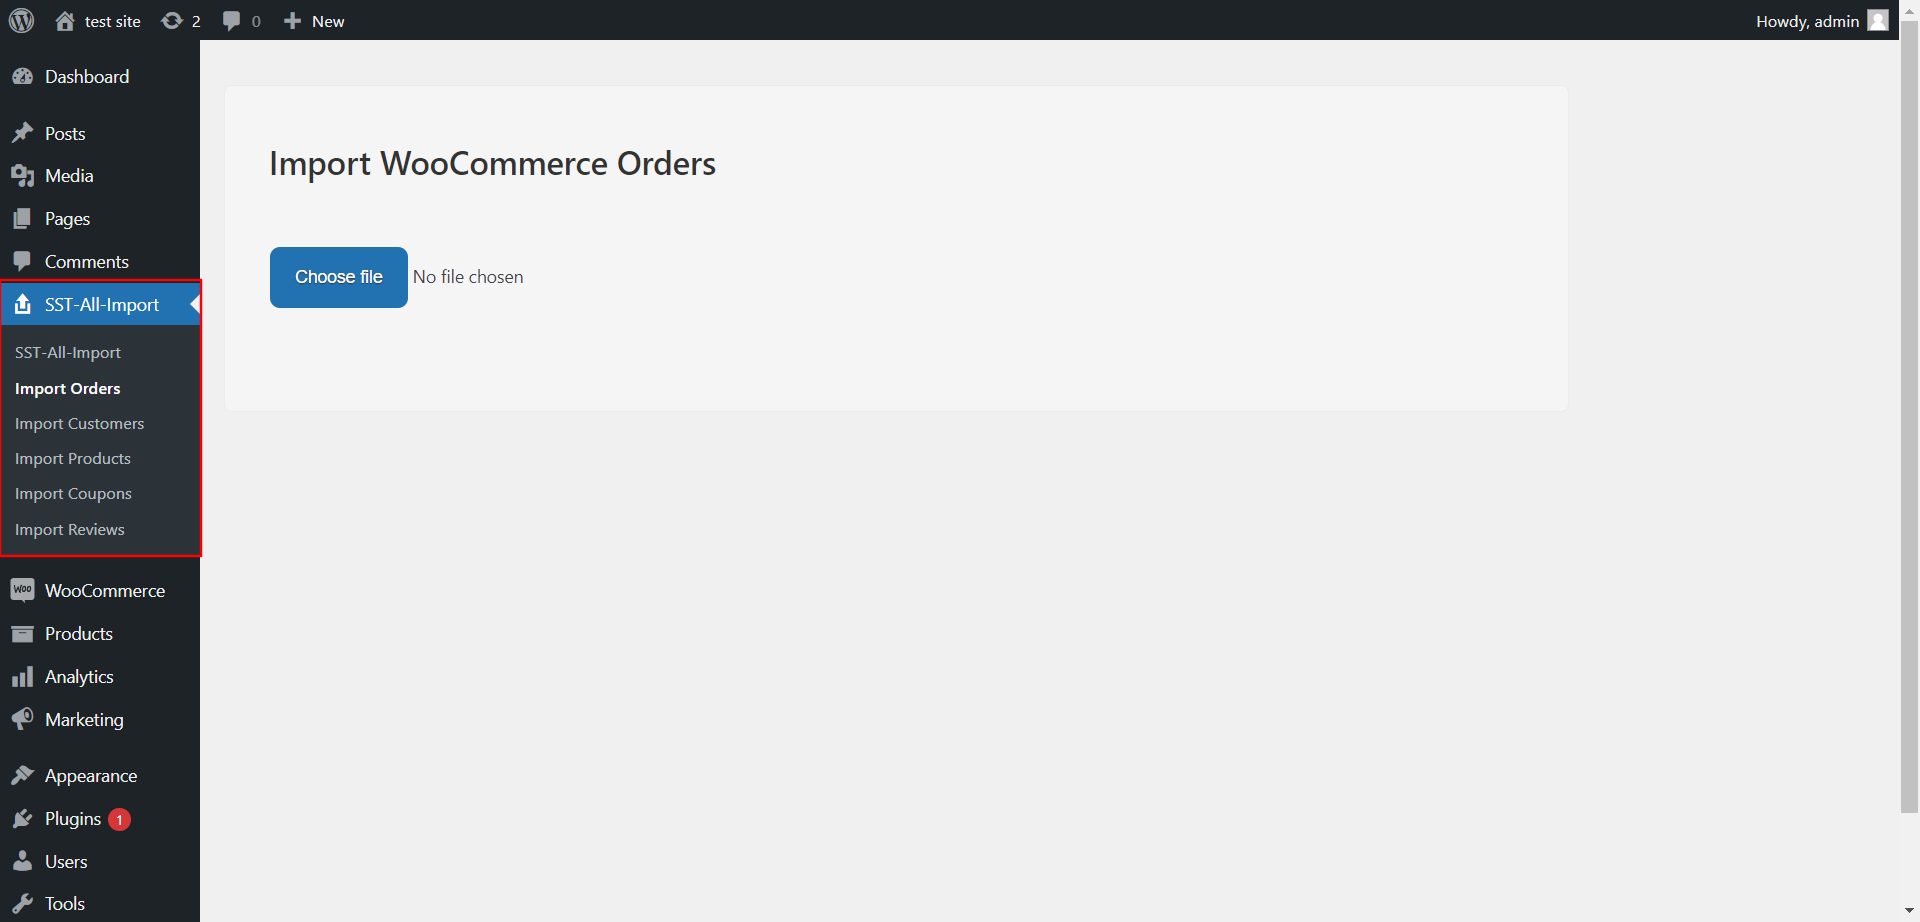 test site 2 0 New Howdy, admin
Dashboard
Posts
Media
Pages
Comments
SST-All-Import
SST-All-Import
Import Orders
Import Customers
Import Products
Import Coupons
Import Reviews
Woo WooCommerce
Products
Analytics
Marketing
Appearance
Plugins 1
Users
Tools
Import WooCommerce Orders
Choose file No file chosen